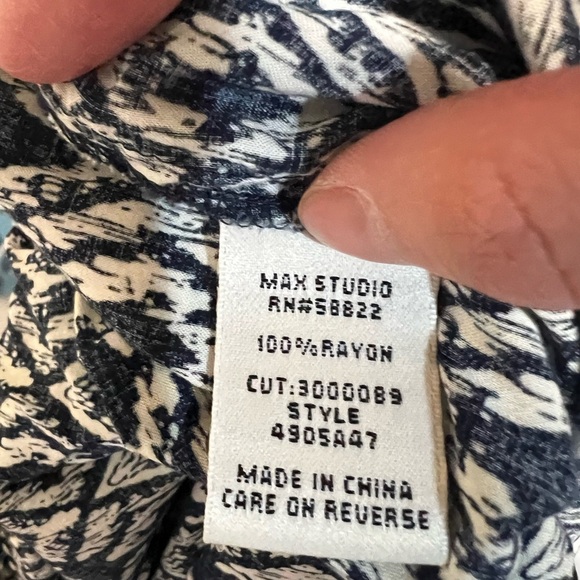 MAX STUDIO
RN#58822
100%RAYON
CUT:3000089
STYLE
4905A47
MADE IN CHINA
CARE ON REVERSE